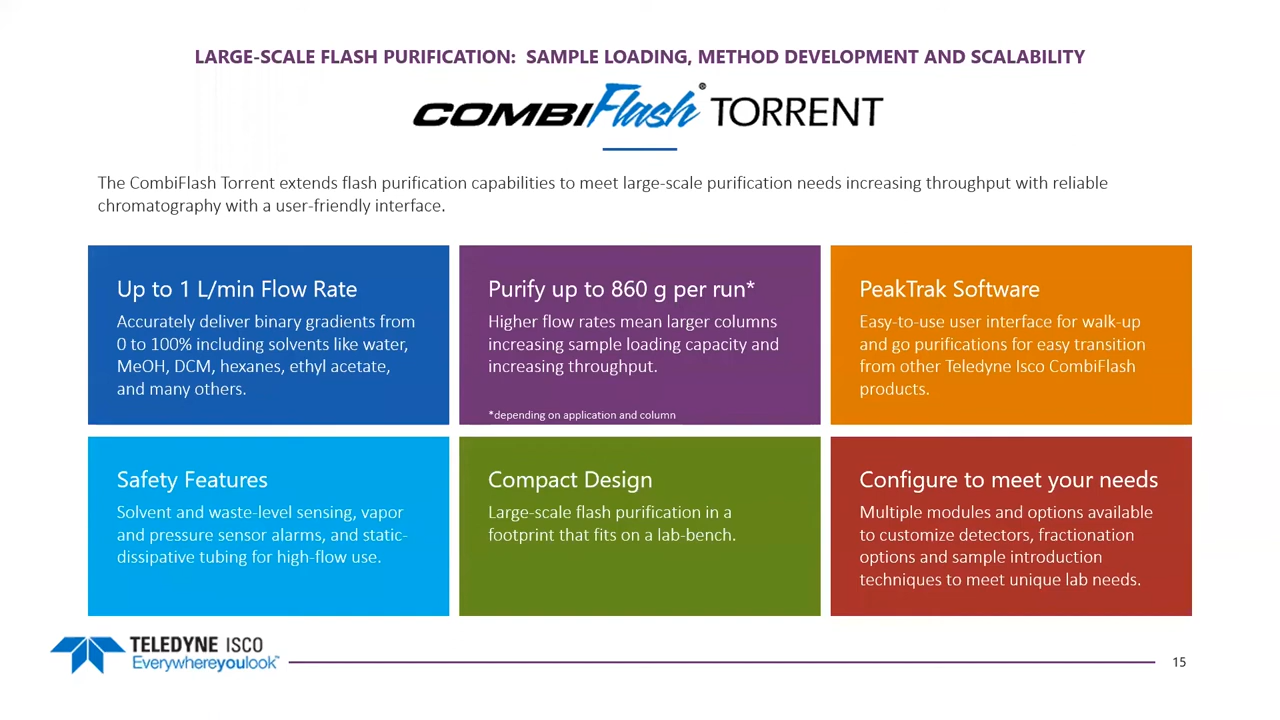 LARGE-SCALE FLASH PURIFICATION:  SAMPLE LOADING, METHOD DEVELOPMENT AND SCALABILITY
COMBIFlash® TORRENT
The CombiFlash Torrent extends flash purification capabilities to meet large-scale purification needs increasing throughput with reliable
chromatography with a user-friendly interface.
Up to 1 L/min Flow Rate
Accurately deliver binary gradients from
0 to 100% including solvents like water,
MeOH, DCM, hexanes, ethyl acetate,
and many others.
Purify up to 860 g per run*
Higher flow rates mean larger columns
increasing sample loading capacity and
increasing throughput.
*depending on application and column
PeakTrak Software
Easy-to-use user interface for walk-up
and go purifications for easy transition
from other Teledyne Isco CombiFlash
products.
Safety Features
Solvent and waste-level sensing, vapor
and pressure sensor alarms, and static-
dissipative tubing for high-flow use.
Compact Design
Large-scale flash purification in a
footprint that fits on a lab-bench.
Configure to meet your needs
Multiple modules and options available
to customize detectors, fractionation
options and sample introduction
techniques to meet unique lab needs.
TELEDYNE ISCO
Everywhereyoulook™
15